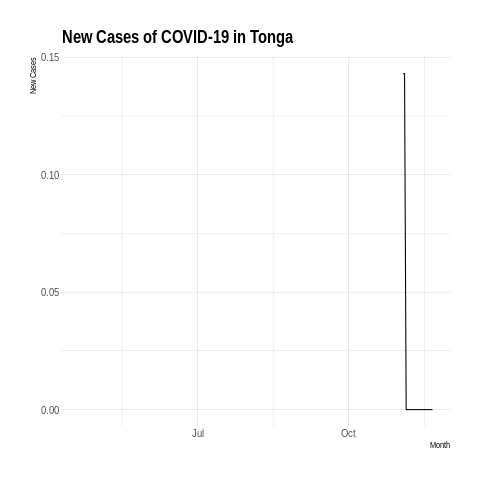 New Cases of COVID-19 in Tonga
New Cases
0.15
0.10
0.05
0.00
Jul
Oct
Month